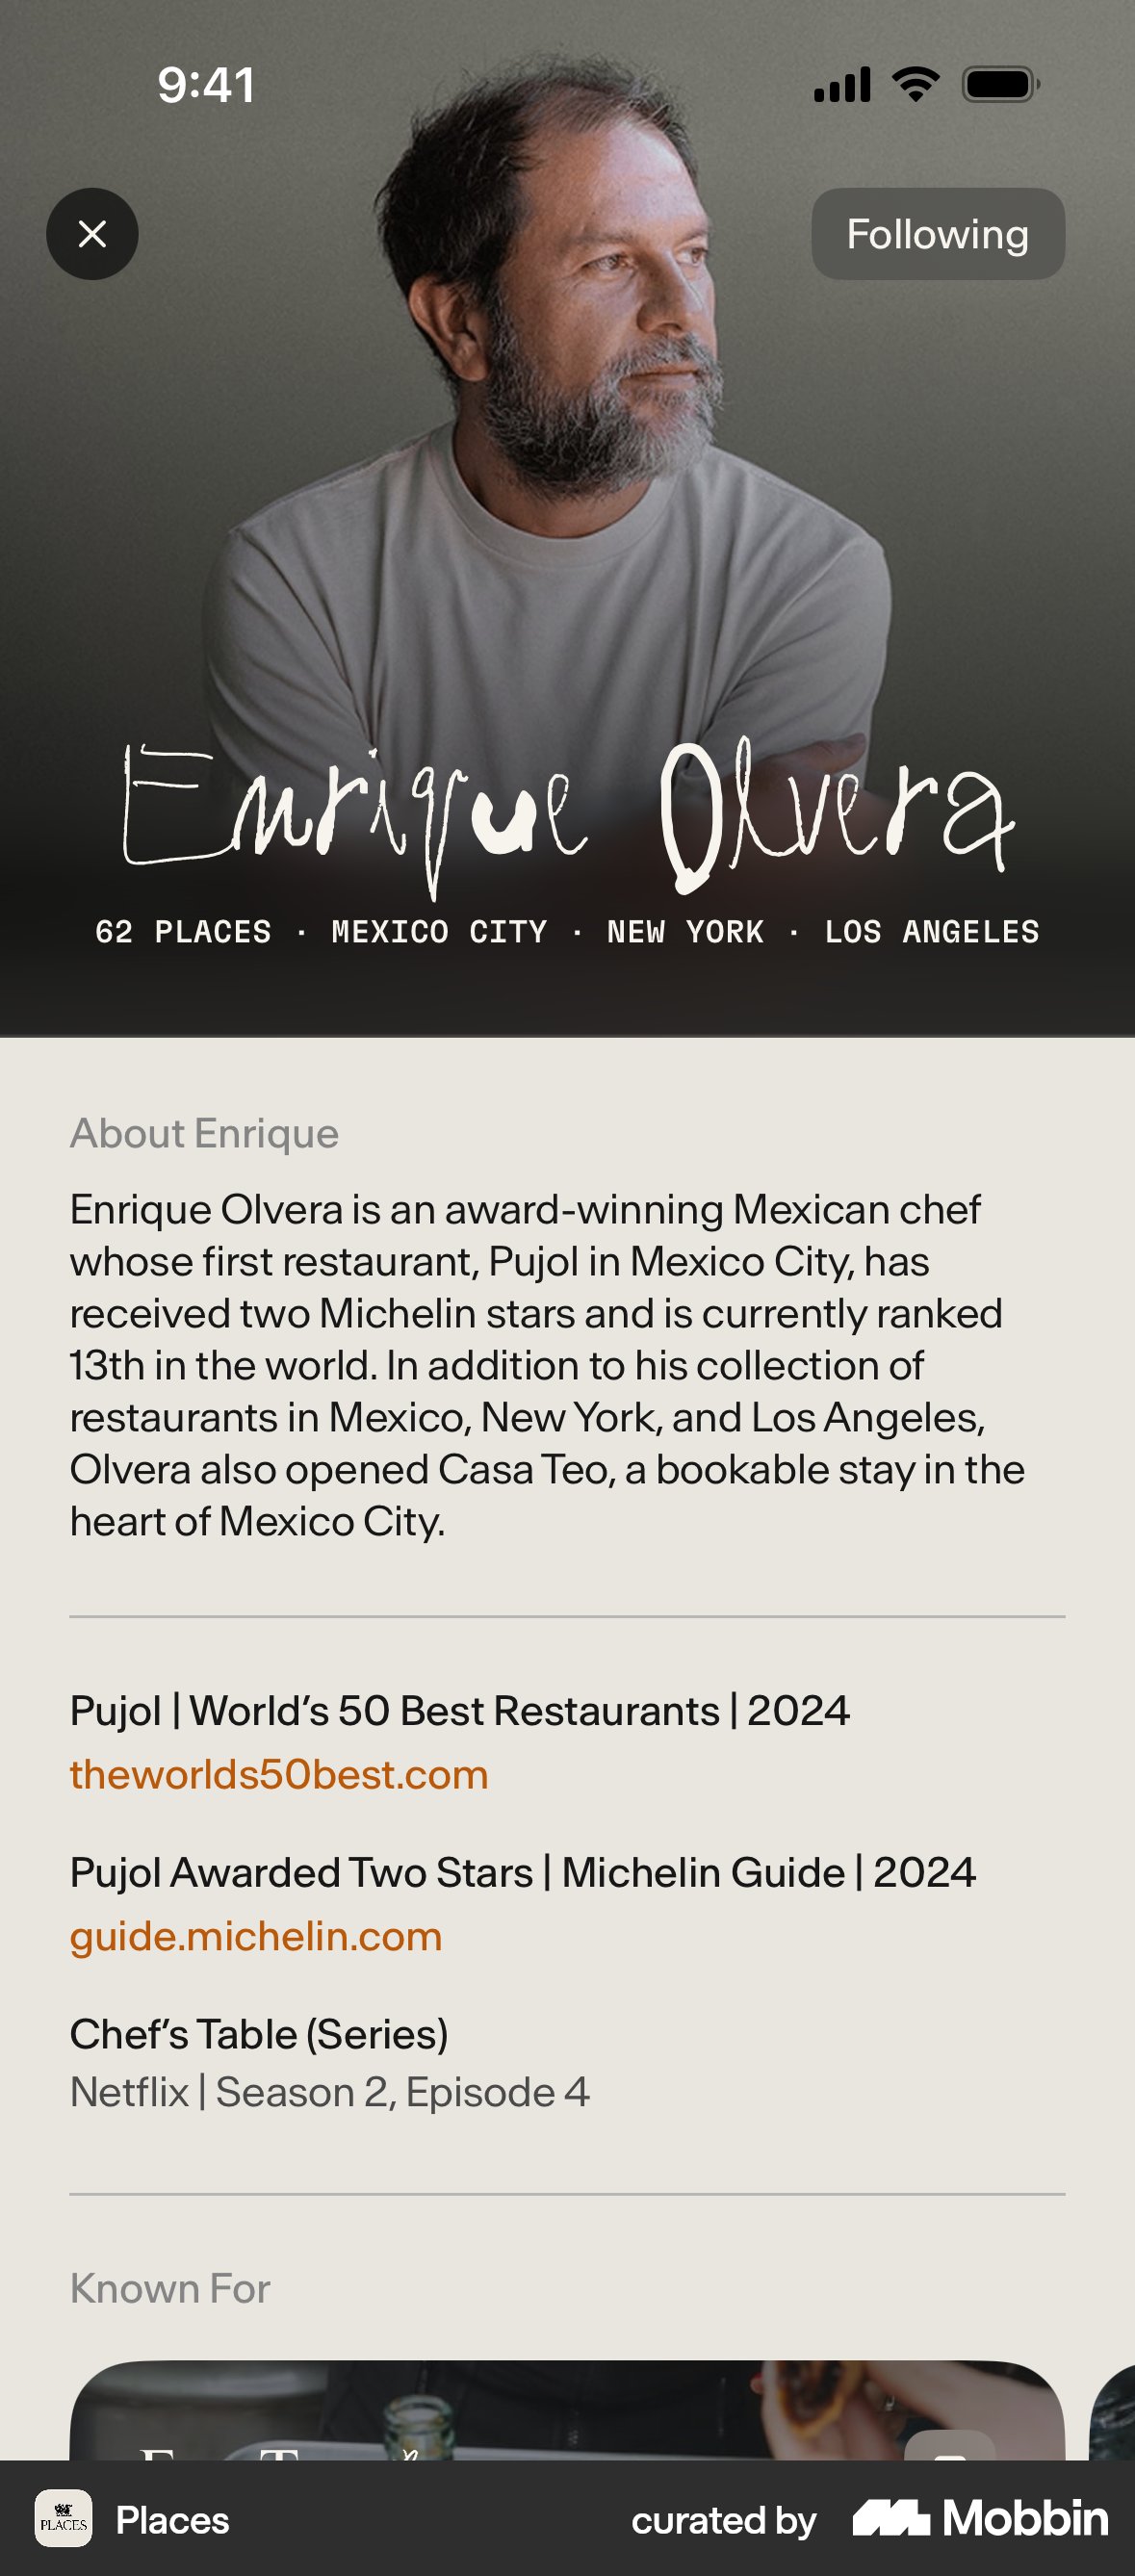 9:41
Following
Enrique Olvera
62 PLACES · MEXICO CITY · NEW YORK · LOS ANGELES
About Enrique
Enrique Olvera is an award-winning Mexican chef
whose first restaurant, Pujol in Mexico City, has
received two Michelin stars and is currently ranked
13th in the world. In addition to his collection of
restaurants in Mexico, New York, and Los Angeles,
Olvera also opened Casa Teo, a bookable stay in the
heart of Mexico City.
Pujol | World’s 50 Best Restaurants | 2024
theworlds50best.com
Pujol Awarded Two Stars | Michelin Guide | 2024
guide.michelin.com
Chef’s Table (Series)
Netflix | Season 2, Episode 4
Known For
PLACES
Places
curated by Mobbin